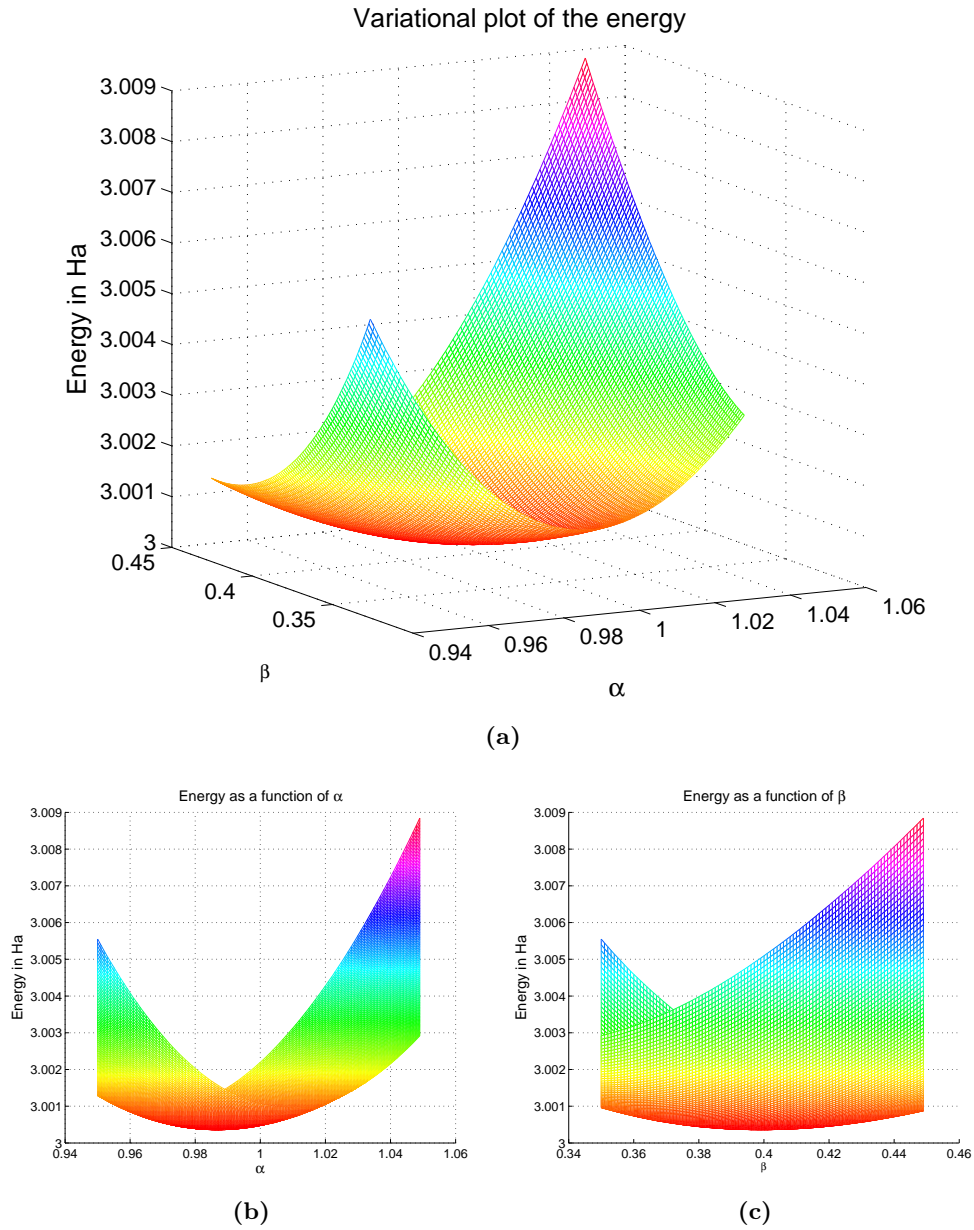 Variational plot of the energy
3.009
3.008
3.007
3.006
3.005
3.004
3.003
3.002
3.001
3
Energy in Ha
0.45
0.4
0.35
β
0.94
0.96
0.98
1
1.02
1.04
1.06
α
(a)
Energy as a function of α
3.009
3.008
3.007
3.006
3.005
3.004
3.003
3.002
3.001
3
Energy in Ha
0.94 0.96 0.98 1 1.02 1.04 1.06
α
(b)
Energy as a function of β
3.009
3.008
3.007
3.006
3.005
3.004
3.003
3.002
3.001
3
Energy in Ha
0.34 0.36 0.38 0.4 0.42 0.44 0.46
β
(c)